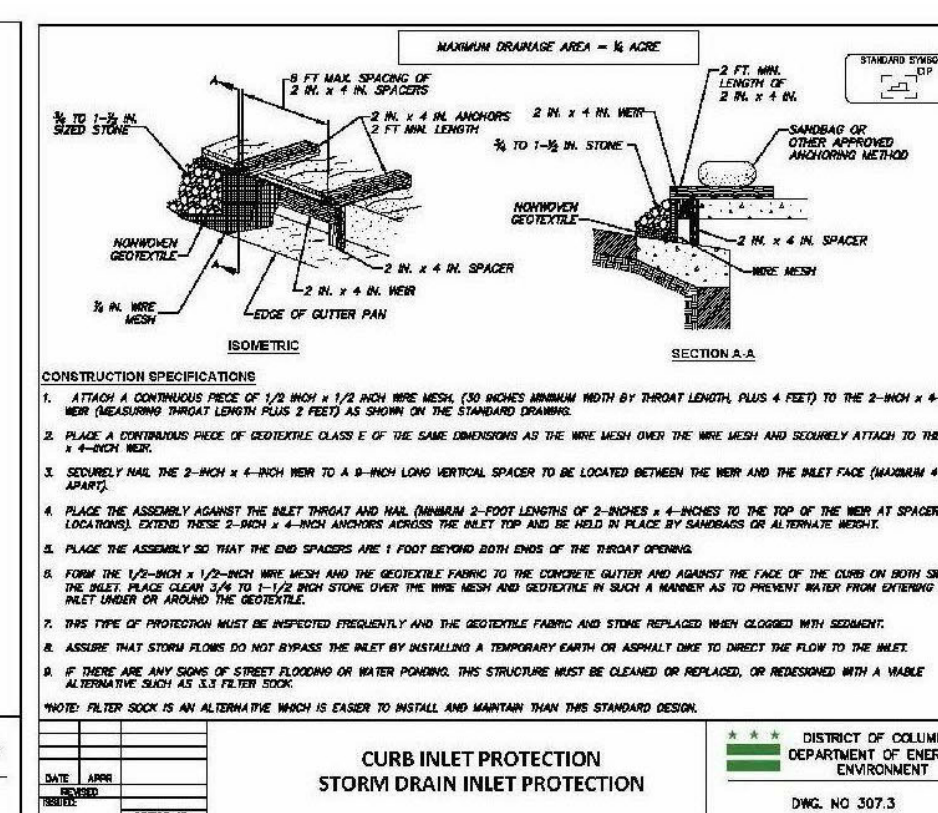 MAXIMUM DRAINAGE AREA = ¼ ACRE
STANDARD SYMBO
CIP
8 FT MAX. SPACING OF
2 IN. x 4 IN. SPACERS
¾ TO 1-½ IN.
SIZED STONE
2 IN. x 4 IN. ANCHORS
2 FT MIN. LENGTH
NONWOVEN
GEOTEXTILE
A
A
2 IN. x 4 IN. SPACER
2 IN. x 4 IN. WEIR
IN. WIRE
MESH
EDGE OF GUTTER PAN
ISOMETRIC
2 FT. MIN.
LENGTH OF
2 IN. x 4 IN.
2 IN. x 4 IN. WEIR
¾ TO 1-½ IN. STONE
SANDBAG OR
OTHER APPROVED
ANCHORING METHOD
NONWOVEN
GEOTEXTILE
2 IN. x 4 IN. SPACER
WIRE MESH
SECTION A-A
CONSTRUCTION SPECIFICATIONS
1. ATTACH A CONTINUOUS PIECE OF 1/2 INCH x 1/2 INCH WIRE MESH, (30 INCHES MINIMUM WIDTH BY THROAT LENGTH, PLUS 4 FEET) TO THE 2-INCH x 4-
WEIR (MEASURING THROAT LENGTH PLUS 2 FEET) AS SHOWN ON THE STANDARD DRAWING.
2. PLACE A CONTINUOUS PIECE OF GEOTEXTILE CLASS E OF THE SAME DIMENSIONS AS THE WIRE MESH OVER THE WIRE MESH AND SECURELY ATTACH TO THE
x 4-INCH WEIR.
3. SECURELY NAIL THE 2-INCH x 4-INCH WEIR TO A 9-INCH LONG VERTICAL SPACER TO BE LOCATED BETWEEN THE WEIR AND THE INLET FACE (MAXIMUM 4
APART).
4. PLACE THE ASSEMBLY AGAINST THE INLET THROAT AND NAIL (MINIMUM 2-FOOT LENGTHS OF 2-INCHES x 4-INCHES TO THE TOP OF THE WEIR AT SPACER
LOCATIONS). EXTEND THESE 2-INCH x 4-INCH ANCHORS ACROSS THE INLET TOP AND BE HELD IN PLACE BY SANDBAGS OR ALTERNATE WEIGHT.
5. PLACE THE ASSEMBLY SO THAT THE END SPACERS ARE 1 FOOT BEYOND BOTH ENDS OF THE THROAT OPENING.
6. FORM THE 1/2-INCH x 1/2-INCH WIRE MESH AND THE GEOTEXTILE FABRIC TO THE CONCRETE GUTTER AND AGAINST THE FACE OF THE CURB ON BOTH SI
THE INLET. PLACE CLEAN 3/4 TO 1-1/2 INCH STONE OVER THE WIRE MESH AND GEOTEXTILE IN SUCH A MANNER AS TO PREVENT WATER FROM ENTERING
INLET UNDER OR AROUND THE GEOTEXTILE.
7. THIS TYPE OF PROTECTION MUST BE INSPECTED FREQUENTLY AND THE GEOTEXTILE FABRIC AND STONE REPLACED WHEN CLOGGED WITH SEDIMENT.
8. ASSURE THAT STORM FLOWS DO NOT BYPASS THE INLET BY INSTALLING A TEMPORARY EARTH OR ASPHALT DIKE TO DIRECT THE FLOW TO THE INLET.
9. IF THERE ARE ANY SIGNS OF STREET FLOODING OR WATER PONDING. THIS STRUCTURE MUST BE CLEANED OR REPLACED, OR REDESIGNED WITH A VIABLE
ALTERNATIVE SUCH AS 3.3 FILTER SOCK.
*NOTE: FILTER SOCK IS AN ALTERNATIVE WHICH IS EASIER TO INSTALL AND MAINTAIN THAN THIS STANDARD DESIGN.
DATE APPR
REVISED
ISSUED:
CURB INLET PROTECTION
STORM DRAIN INLET PROTECTION
DISTRICT OF COLUM
DEPARTMENT OF ENER
ENVIRONMENT
DWG. NO 307.3